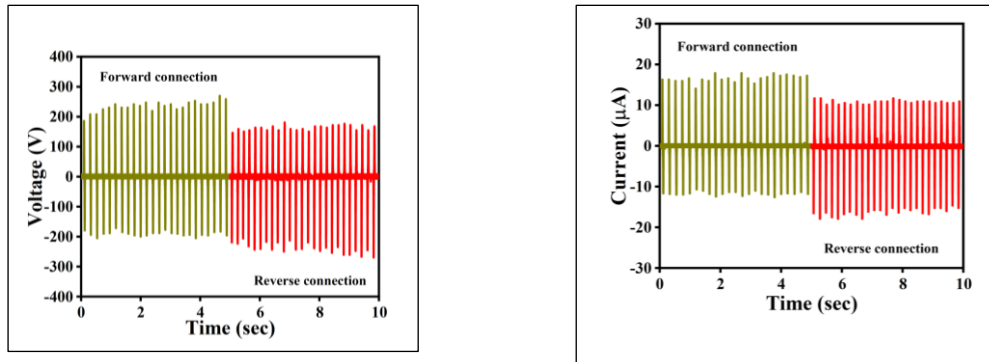 400
300
200
100
0
-100
-200
-300
-400
Voltage (V)
Forward connection
Reverse connection
0 2 4 6 8 10
Time (sec)
30
20
10
0
-10
-20
-30
Current (μA)
Forward connection
Reverse connection
0 2 4 6 8 10
Time (sec)